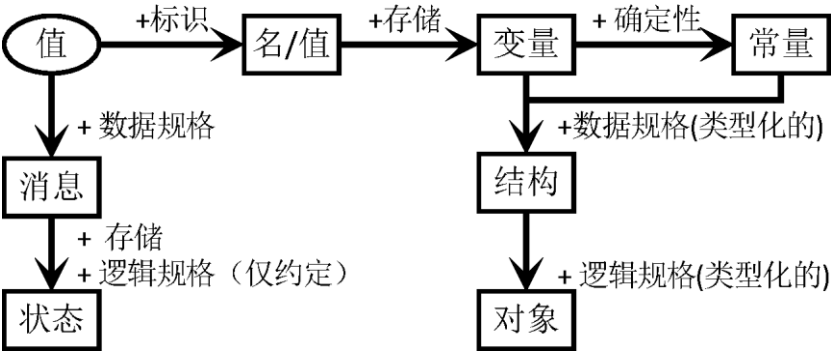 值
+标识
名/值
+存储
变量
+ 确定性
常量
+ 数据规格
+数据规格(类型化的)
消息
结构
+ 存储
+ 逻辑规格（仅约定）
+ 逻辑规格(类型化的)
状态
对象